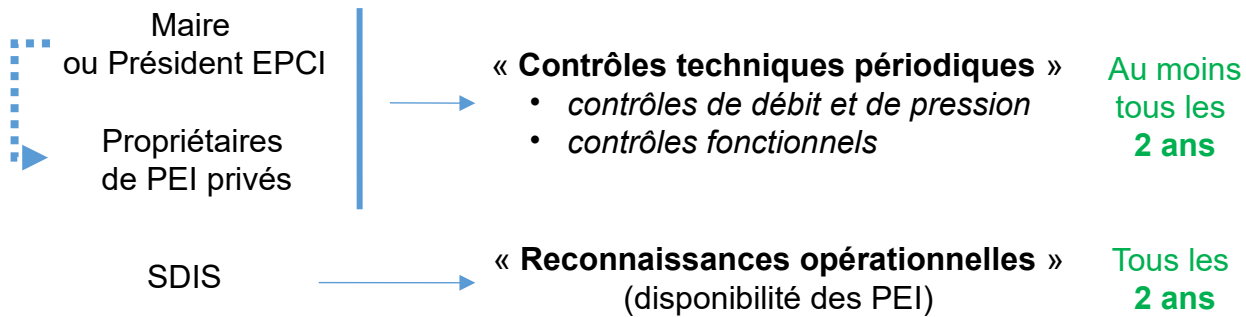 Maire
ou Président EPCI
Propriétaires
de PEI privés
« Contrôles techniques périodiques »
• contrôles de débit et de pression
• contrôles fonctionnels
Au moins
tous les
2 ans
SDIS
« Reconnaissances opérationnelles »
(disponibilité des PEI)
Tous les
2 ans